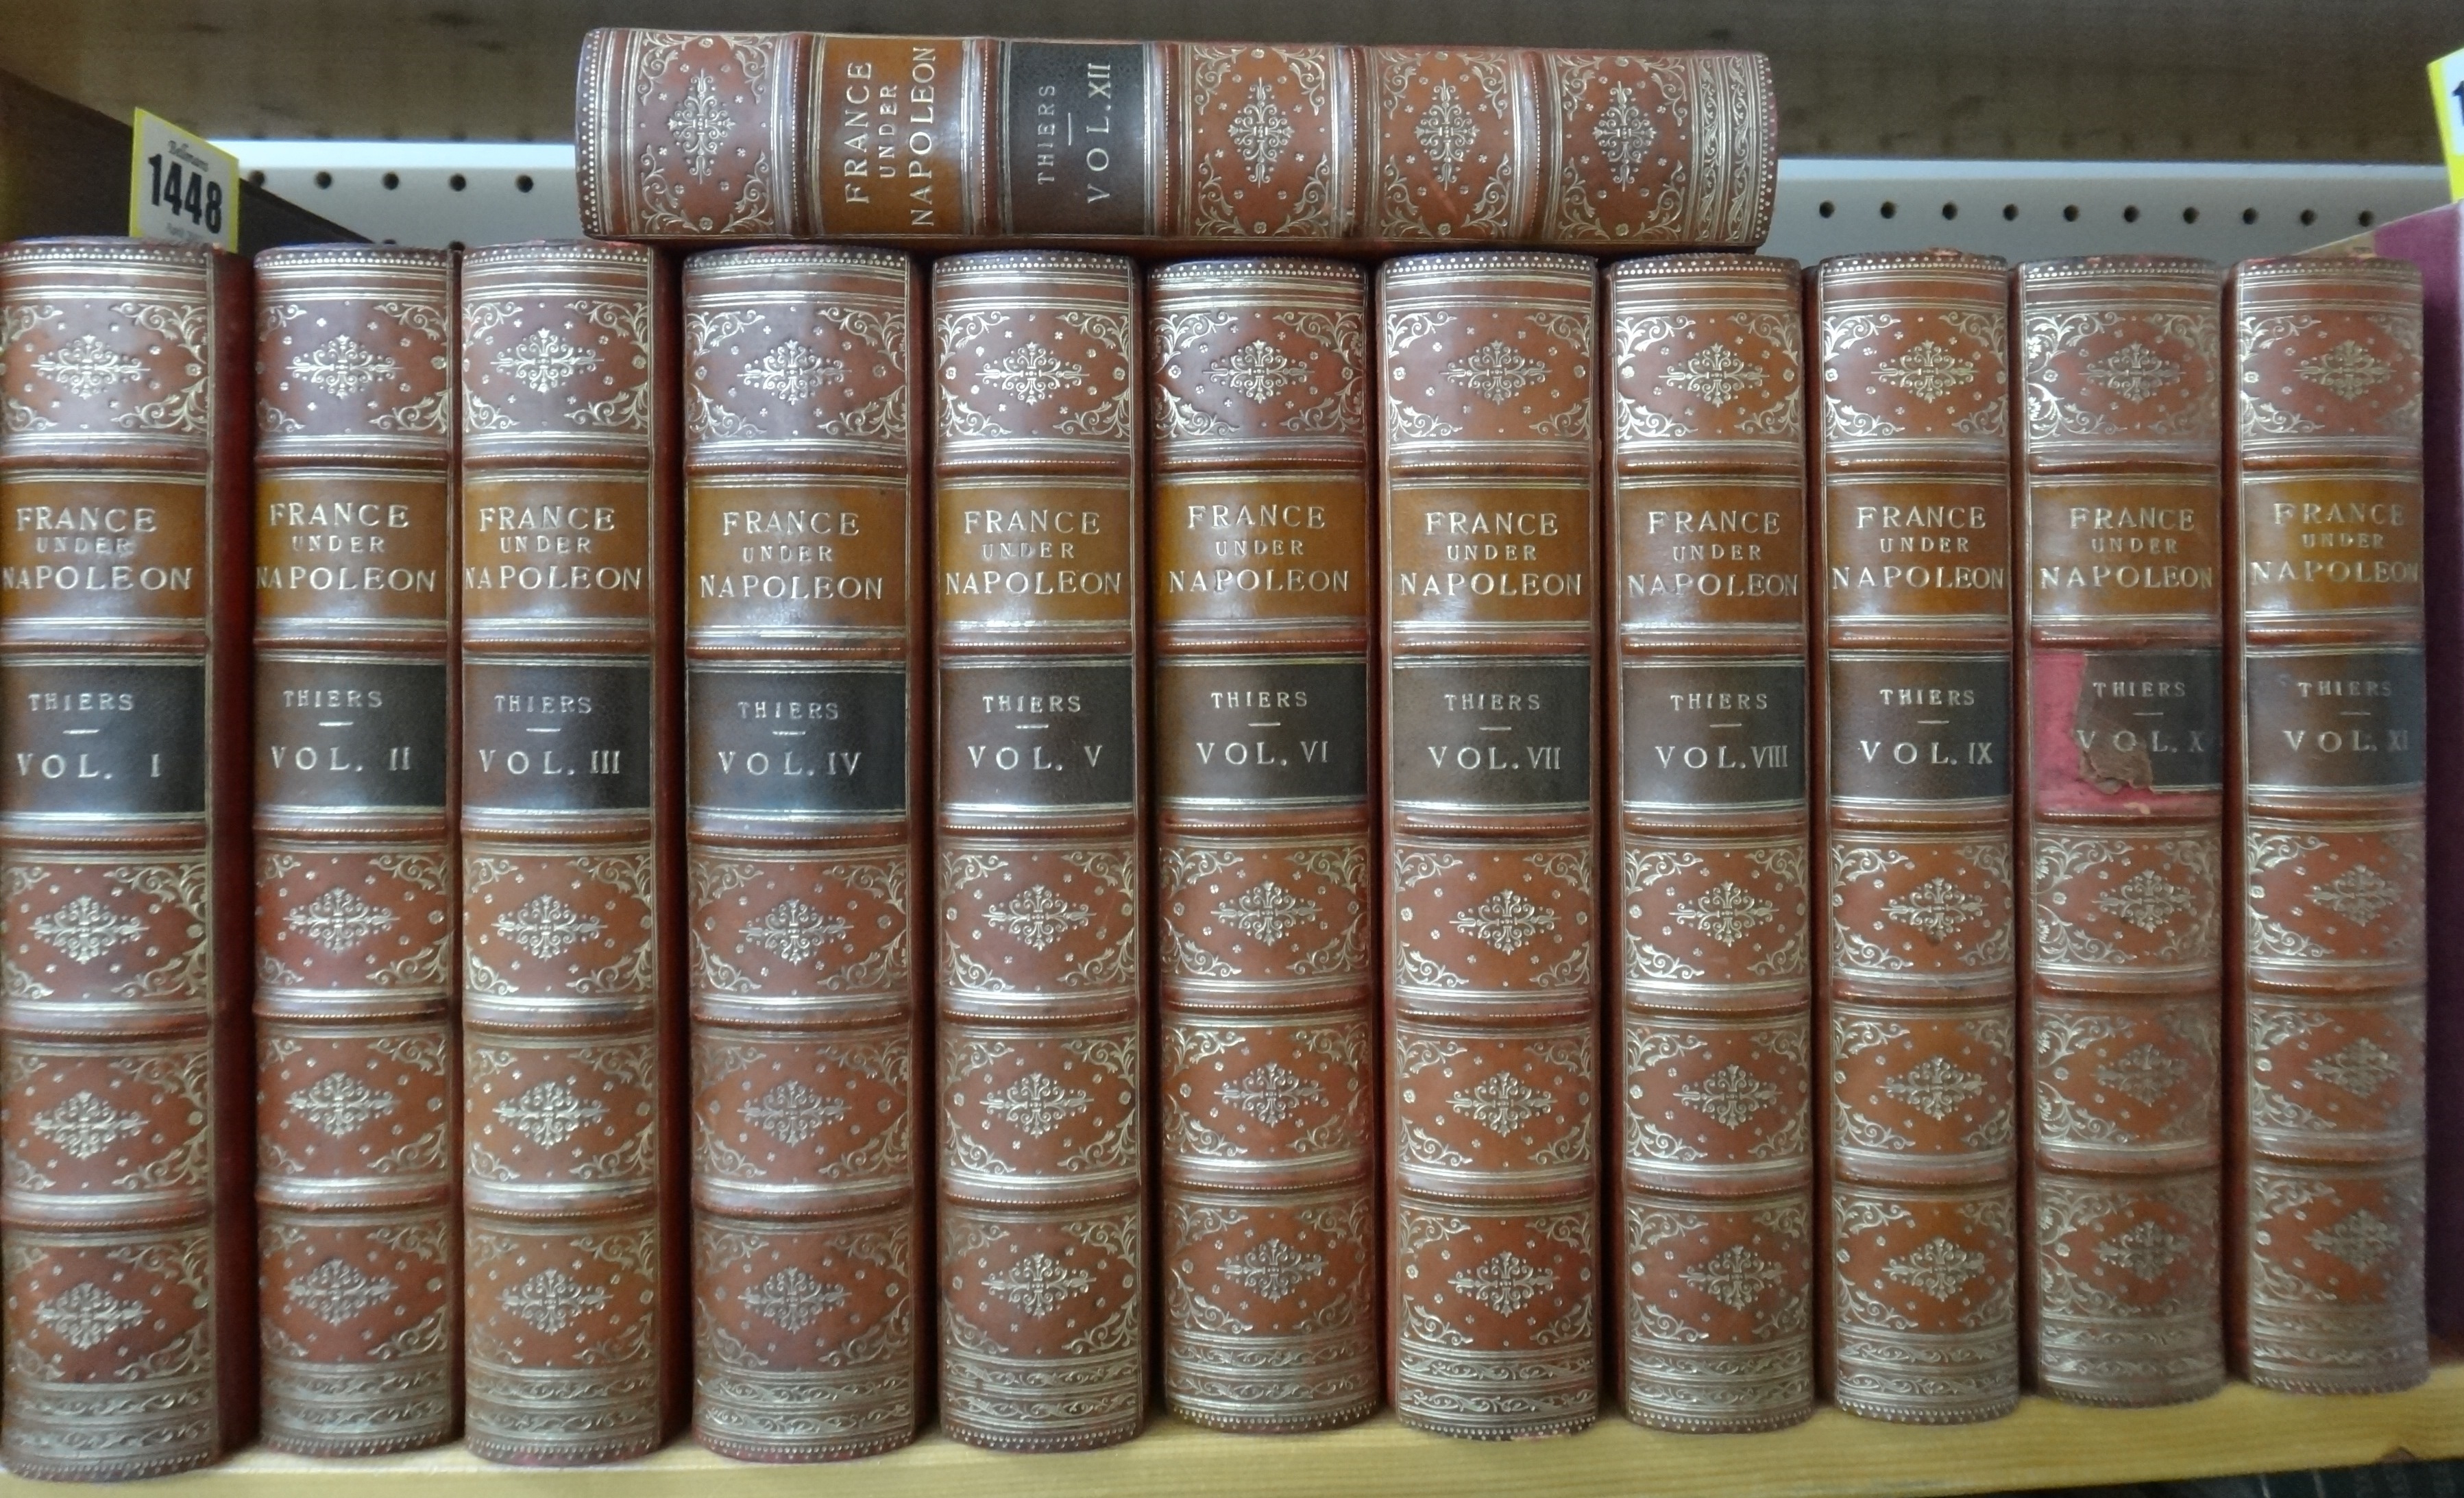 1448
FRANCE
UNDER
NAPOLEON
THIERS
VOL. XII
FRANCE
UNDER
NAPOLEON
THIERS
VOL. I
FRANCE
UNDER
NAPOLEON
THIERS
VOL. II
FRANCE
UNDER
NAPOLEON
THIERS
VOL. III
FRANCE
UNDER
NAPOLEON
THIERS
VOL. IV
FRANCE
UNDER
NAPOLEON
THIERS
VOL. V
FRANCE
UNDER
NAPOLEON
THIERS
VOL. VI
FRANCE
UNDER
NAPOLEON
THIERS
VOL. VII
FRANCE
UNDER
NAPOLEON
THIERS
VOL. VIII
FRANCE
UNDER
NAPOLEON
THIERS
VOL. IX
FRANCE
UNDER
NAPOLEON
THIERS
VOL. X
FRANCE
UNDER
NAPOLEON
THIERS
VOL. XI